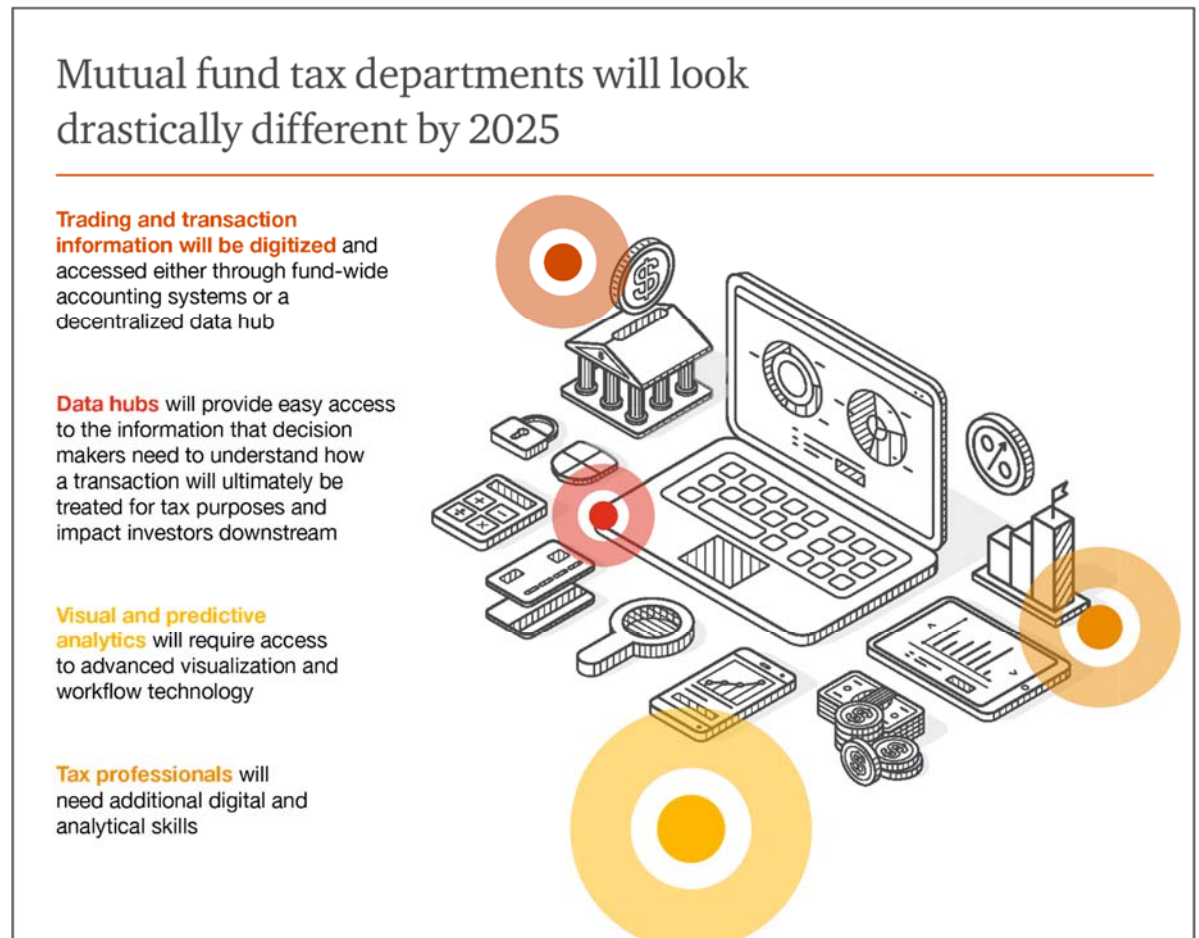 Mutual fund tax departments will look
drastically different by 2025
Trading and transaction
information will be digitized and
accessed either through fund-wide
accounting systems or a
decentralized data hub
Data hubs will provide easy access
to the information that decision
makers need to understand how
a transaction will ultimately be
treated for tax purposes and
impact investors downstream
Visual and predictive
analytics will require access
to advanced visualization and
workflow technology
Tax professionals will
need additional digital and
analytical skills